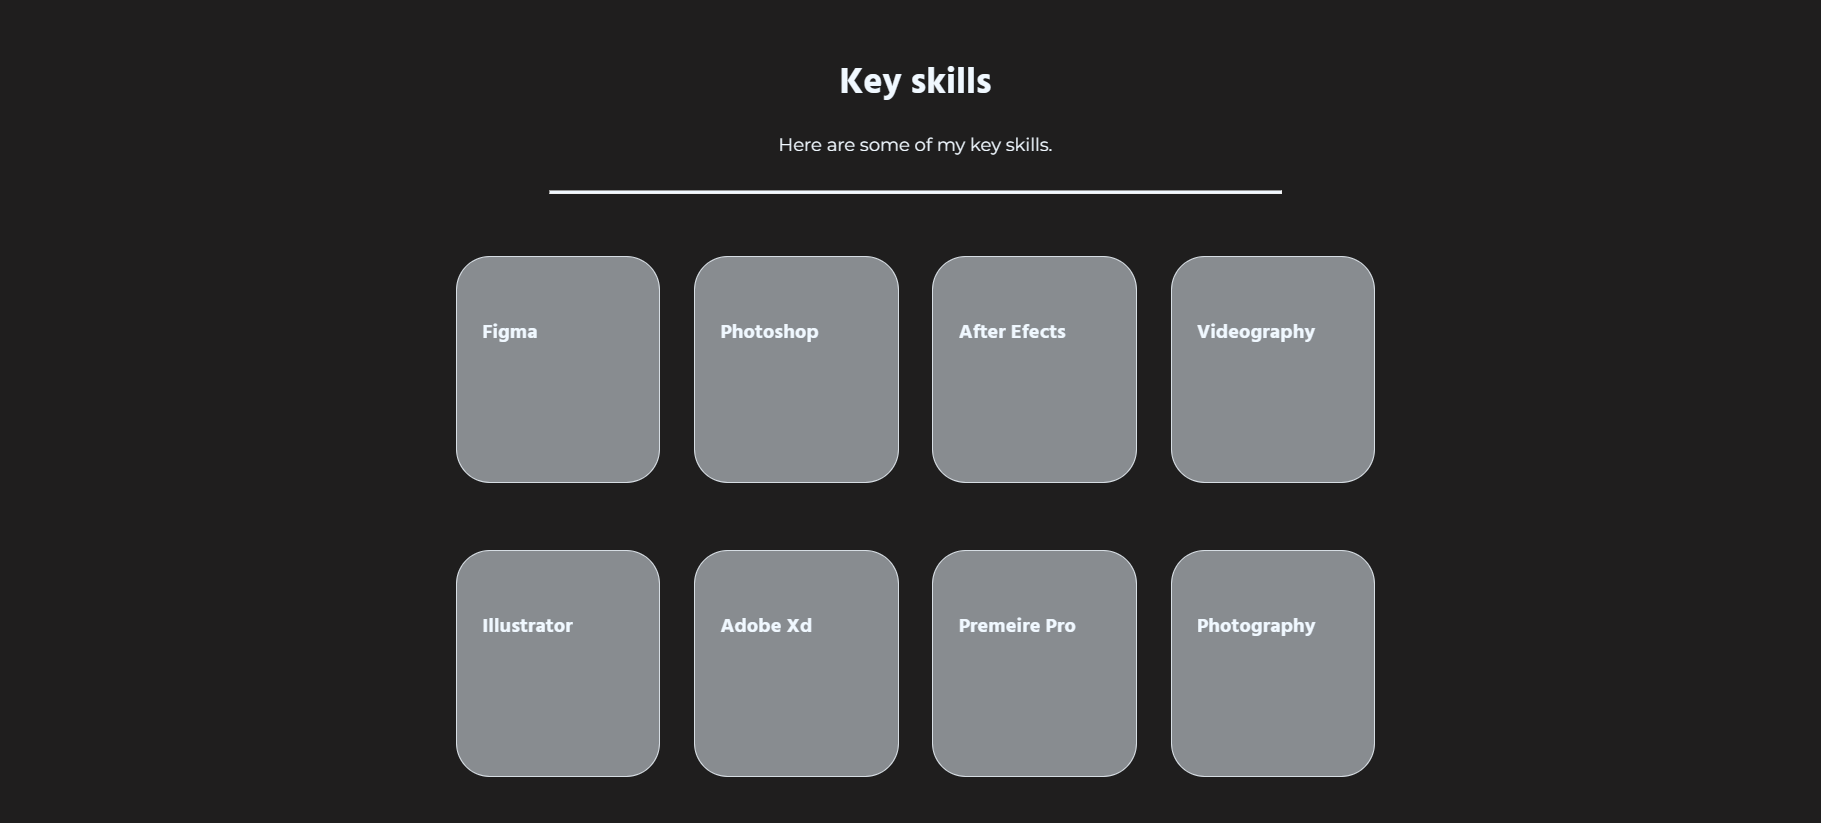 Key skills
Here are some of my key skills.
Figma
Photoshop
After Efects
Videography
Illustrator
Adobe Xd
Premeire Pro
Photography